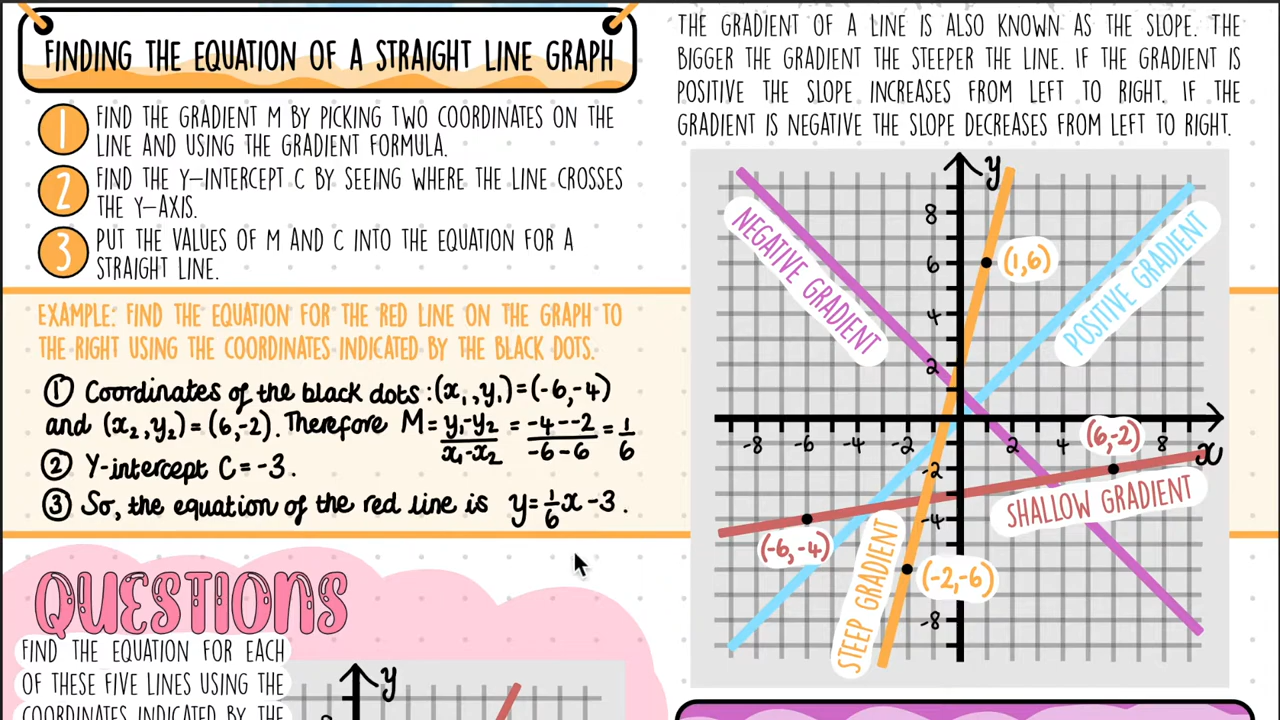 FINDING THE EQUATION OF A STRAIGHT LINE GRAPH
1 FIND THE GRADIENT M BY PICKING TWO COORDINATES ON THE
LINE AND USING THE GRADIENT FORMULA.
2 FIND THE Y-INTERCEPT C BY SEEING WHERE THE LINE CROSSES
THE Y-AXIS.
3 PUT THE VALUES OF M AND C INTO THE EQUATION FOR A
STRAIGHT LINE.
EXAMPLE: FIND THE EQUATION FOR THE RED LINE ON THE GRAPH TO
THE RIGHT USING THE COORDINATES INDICATED BY THE BLACK DOTS.
① Coordinates of the black dots: (x₁, y₁)=(-6,-4)
and (x₂, y₂)=(6,-2). Therefore M = y₁-y₂/x₁-x₂ = -4--2/-6-6 = 1/6
② Y-intercept C = -3.
③ So, the equation of the red line is y = 1/6 x - 3.
QUESTIONS
FIND THE EQUATION FOR EACH
OF THESE FIVE LINES USING THE
COORDINATES INDICATED BY THE
y
THE GRADIENT OF A LINE IS ALSO KNOWN AS THE SLOPE. THE
BIGGER THE GRADIENT THE STEEPER THE LINE. IF THE GRADIENT IS
POSITIVE THE SLOPE INCREASES FROM LEFT TO RIGHT. IF THE
GRADIENT IS NEGATIVE THE SLOPE DECREASES FROM LEFT TO RIGHT.
y
8
6
4
2
-2
-4
-8
-8 -6 -4 -2 2 4 8
x
NEGATIVE GRADIENT
POSITIVE GRADIENT
(1,6)
(6,-2)
SHALLOW GRADIENT
(-6,-4)
STEEP GRADIENT
(-2,-6)